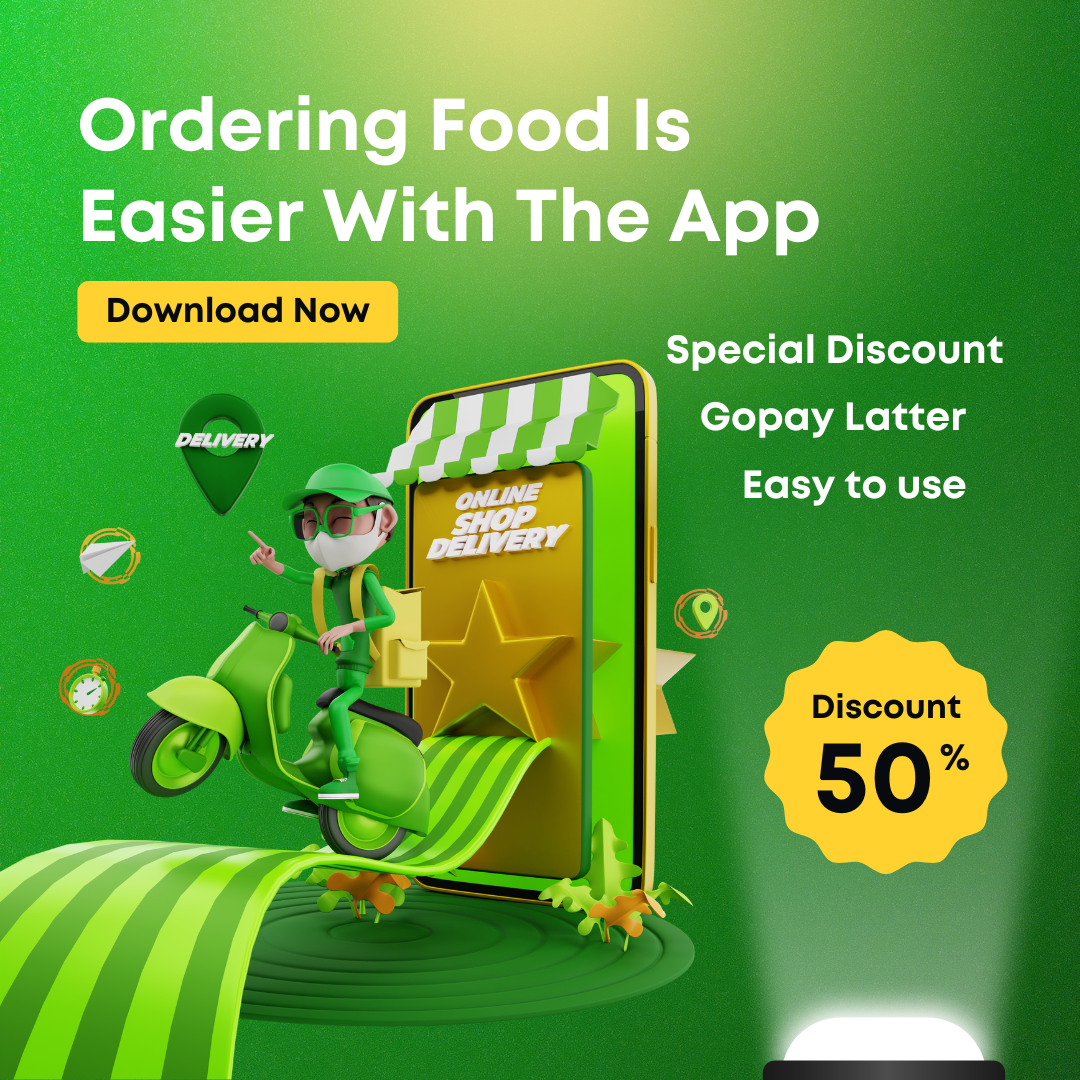 Ordering Food Is
Easier With The App
Download Now
Special Discount
Gopay Latter
Easy to use
DELIVERY
ONLINE
SHOP
DELIVERY
Discount
50%